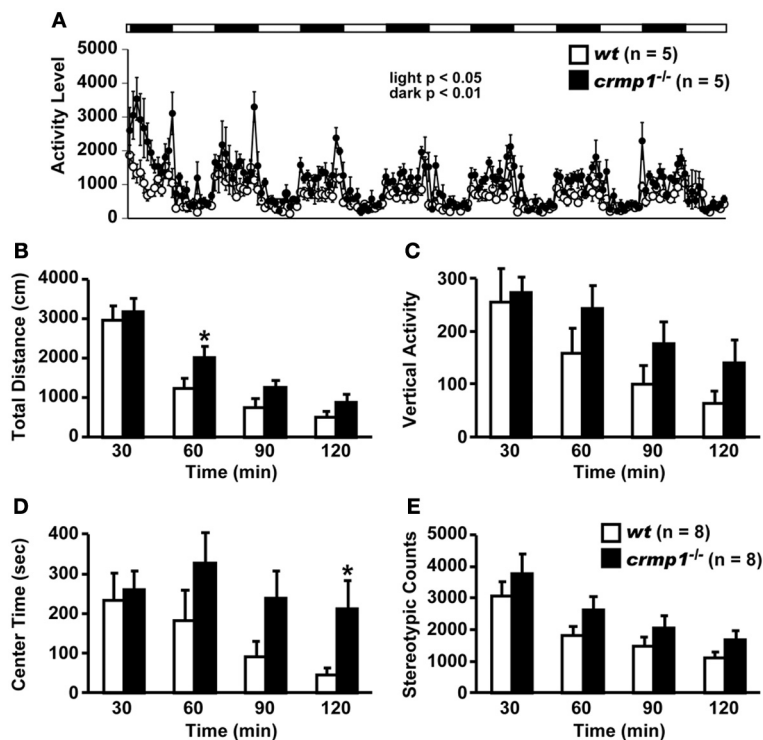 A
Activity Level
5000
4000
3000
2000
1000
0
light p < 0.05
dark p < 0.01
wt (n = 5)
crmp1-/- (n = 5)
B
Total Distance (cm)
4000
3000
2000
1000
0
*
30 60 90 120
Time (min)
C
Vertical Activity
300
200
100
0
30 60 90 120
Time (min)
D
Center Time (sec)
400
300
200
100
0
*
30 60 90 120
Time (min)
E
Stereotypic Counts
5000
4000
3000
2000
1000
0
wt (n = 8)
crmp1-/- (n = 8)
30 60 90 120
Time (min)